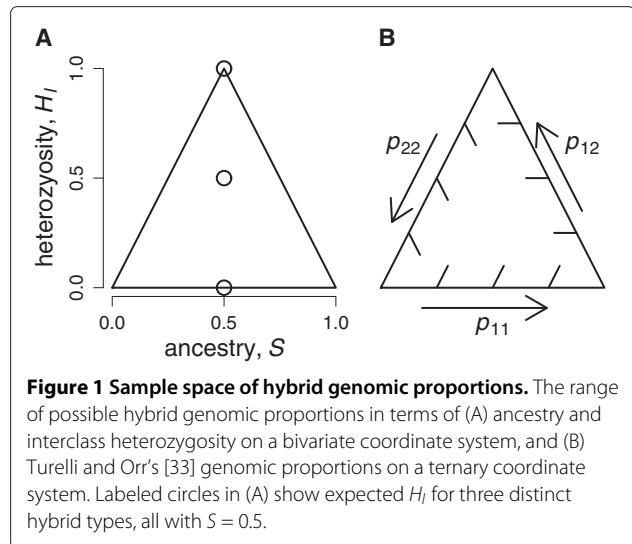 A
B
1.0
0.5
0.0
heterozyosity, H_I
0.0
0.5
1.0
ancestry, S
p_22
p_12
p_11
Figure 1 Sample space of hybrid genomic proportions. The range
of possible hybrid genomic proportions in terms of (A) ancestry and
interclass heterozygosity on a bivariate coordinate system, and (B)
Turelli and Orr's [33] genomic proportions on a ternary coordinate
system. Labeled circles in (A) show expected H_I for three distinct
hybrid types, all with S = 0.5.